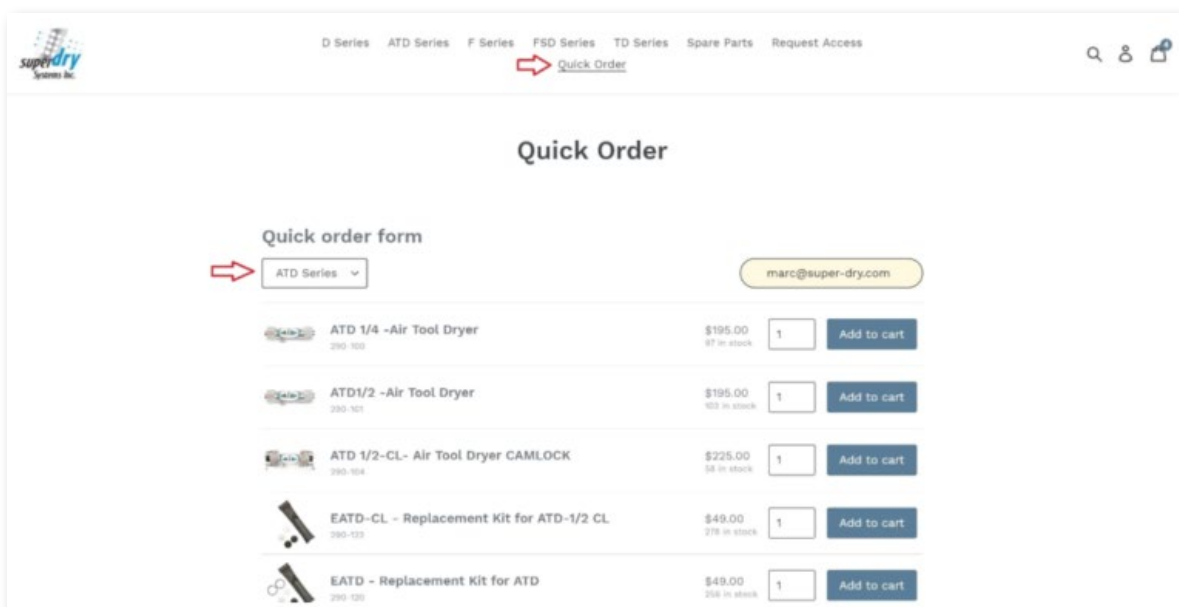 superdry
Systems Inc.
D Series ATD Series F Series FSD Series TD Series Spare Parts Request Access
Quick Order
0
Quick Order
Quick order form
ATD Series
marc@super-dry.com
ATD 1/4 -Air Tool Dryer
290-100
$195.00
97 in stock
1
Add to cart
ATD1/2 -Air Tool Dryer
290-101
$195.00
103 in stock
1
Add to cart
ATD 1/2-CL- Air Tool Dryer CAMLOCK
290-104
$225.00
58 in stock
1
Add to cart
EATD-CL - Replacement Kit for ATD-1/2 CL
290-133
$49.00
278 in stock
1
Add to cart
EATD - Replacement Kit for ATD
290-130
$49.00
256 in stock
1
Add to cart